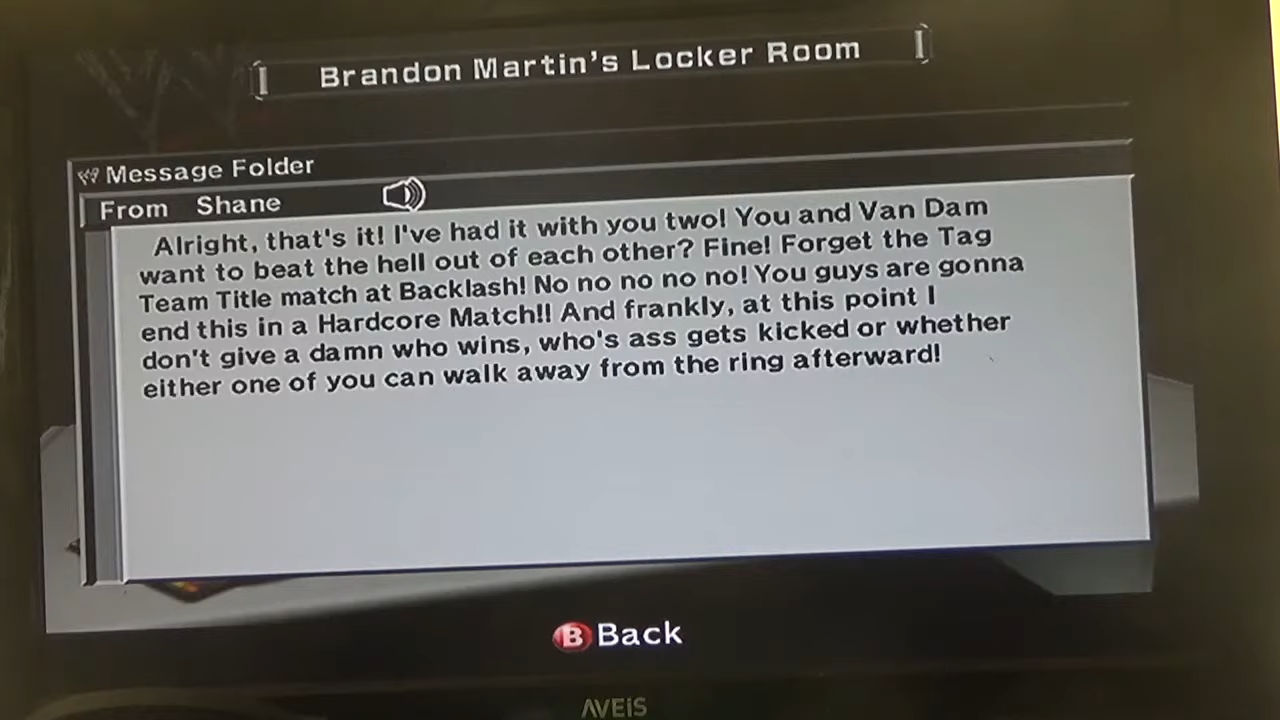 Brandon Martin's Locker Room
Message Folder
From Shane
Alright, that's it! I've had it with you two! You and Van Dam
want to beat the hell out of each other? Fine! Forget the Tag
Team Title match at Backlash! No no no no no! You guys are gonna
end this in a Hardcore Match!! And frankly, at this point I
don't give a damn who wins, who's ass gets kicked or whether
either one of you can walk away from the ring afterward!
B Back
AVEIS